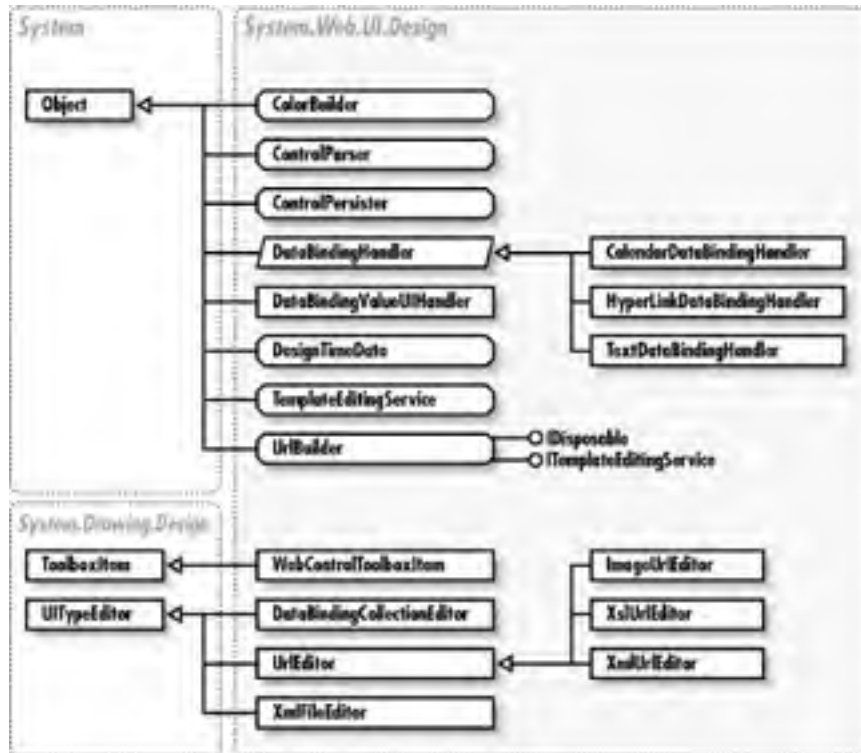 System
System.Web.UI.Design
Object
ColorBuilder
ControlParser
ControlPersister
DataBindingHandler
CalendarDataBindingHandler
DataBindingValueUIHandler
HyperLinkDataBindingHandler
DesignTimeData
TextDataBindingHandler
TemplateEditingService
UrlBuilder
IDisposable
ITemplateEditingService
System.Drawing.Design
ToolboxItem
WebControlToolboxItem
ImageUrlEditor
UITypeEditor
DataBindingCollectionEditor
XslUrlEditor
UrlEditor
XmlUrlEditor
XmlFileEditor